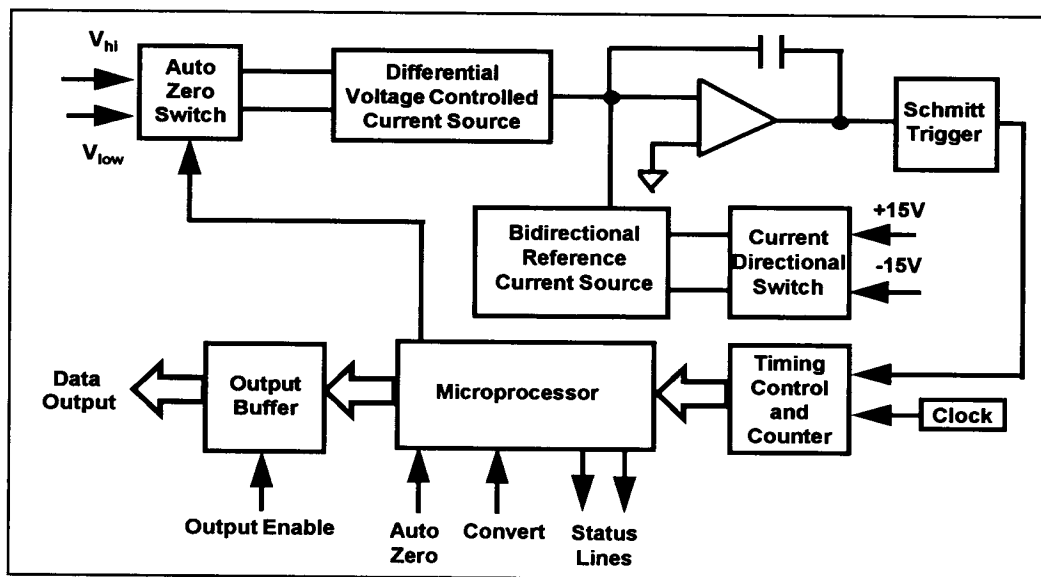 V_hi
V_low
Auto
Zero
Switch
Differential
Voltage Controlled
Current Source
Schmitt
Trigger
Bidirectional
Reference
Current Source
Current
Directional
Switch
+15V
-15V
Data
Output
Output
Buffer
Microprocessor
Timing
Control
and
Counter
Clock
Output Enable
Auto
Zero
Convert
Status
Lines